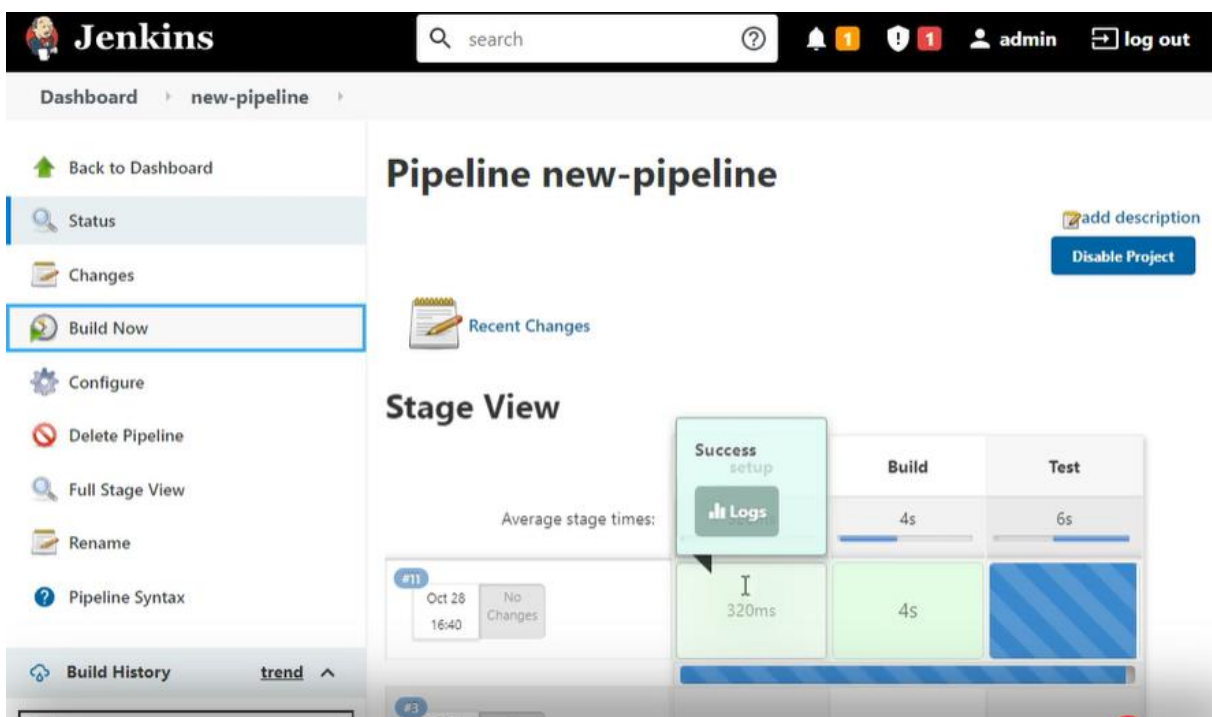 Jenkins
search
1
1
admin
log out
Dashboard
new-pipeline
Back to Dashboard
Status
Changes
Build Now
Configure
Delete Pipeline
Full Stage View
Rename
Pipeline Syntax
Build History
trend
Pipeline new-pipeline
add description
Disable Project
Recent Changes
Stage View
Success
setup
Build
Test
Logs
Average stage times:
4s
6s
#11
Oct 28
16:40
No
Changes
320ms
4s
#3